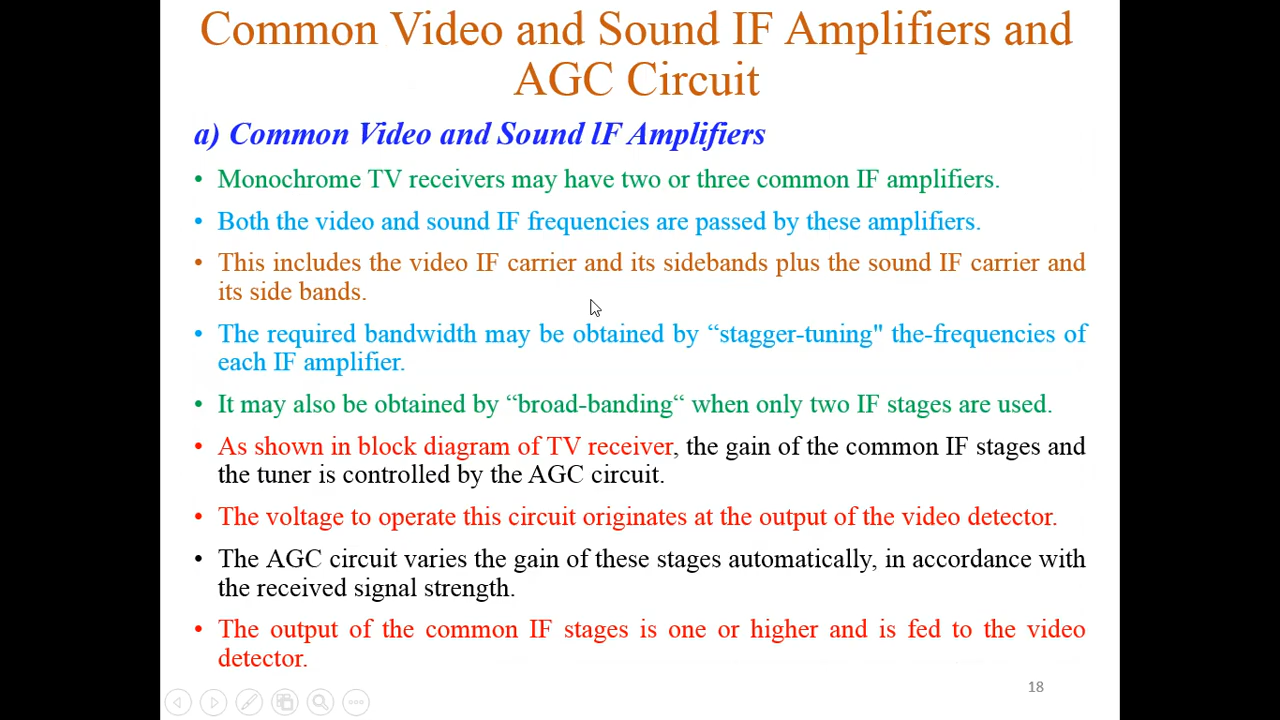 Common Video and Sound IF Amplifiers and
AGC Circuit
a) Common Video and Sound lF Amplifiers
• Monochrome TV receivers may have two or three common IF amplifiers.
• Both the video and sound IF frequencies are passed by these amplifiers.
• This includes the video IF carrier and its sidebands plus the sound IF carrier and
its side bands.
• The required bandwidth may be obtained by “stagger-tuning" the-frequencies of
each IF amplifier.
• It may also be obtained by “broad-banding“ when only two IF stages are used.
• As shown in block diagram of TV receiver, the gain of the common IF stages and
the tuner is controlled by the AGC circuit.
• The voltage to operate this circuit originates at the output of the video detector.
• The AGC circuit varies the gain of these stages automatically, in accordance with
the received signal strength.
• The output of the common IF stages is one or higher and is fed to the video
detector.
18